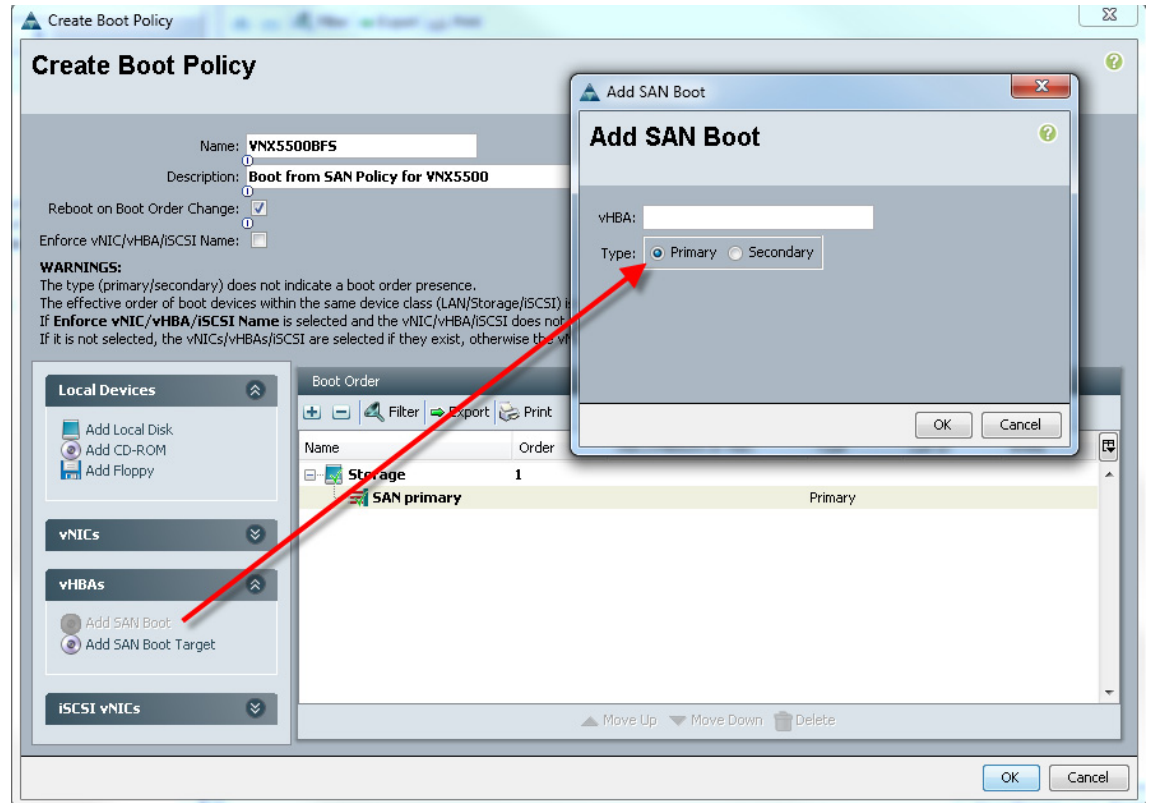 Create Boot Policy
Create Boot Policy
Name: VNX5500BFS
Description: Boot from SAN Policy for VNX5500
Reboot on Boot Order Change:
Enforce vNIC/vHBA/iSCSI Name:
WARNINGS:
The type (primary/secondary) does not indicate a boot order presence.
The effective order of boot devices within the same device class (LAN/Storage/iSCSI)
If Enforce vNIC/vHBA/iSCSI Name is selected and the vNIC/vHBA/iSCSI does not
If it is not selected, the vNICs/vHBAs/iSCSI are selected if they exist, otherwise the
Add SAN Boot
Add SAN Boot
vHBA:
Type: Primary Secondary
OK Cancel
Local Devices
Add Local Disk
Add CD-ROM
Add Floppy
vNICs
vHBAs
Add SAN Boot
Add SAN Boot Target
iSCSI vNICs
Boot Order
Filter Export Print
Name Order
Storage 1
SAN primary Primary
Move Up Move Down Delete
OK Cancel